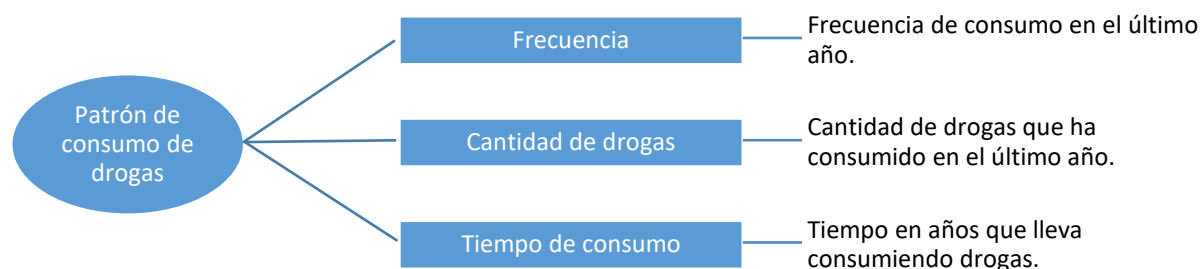 Patrón de
consumo de
drogas
Frecuencia
Frecuencia de consumo en el último
año.
Cantidad de drogas
Cantidad de drogas que ha
consumido en el último año.
Tiempo de consumo
Tiempo en años que lleva
consumiendo drogas.